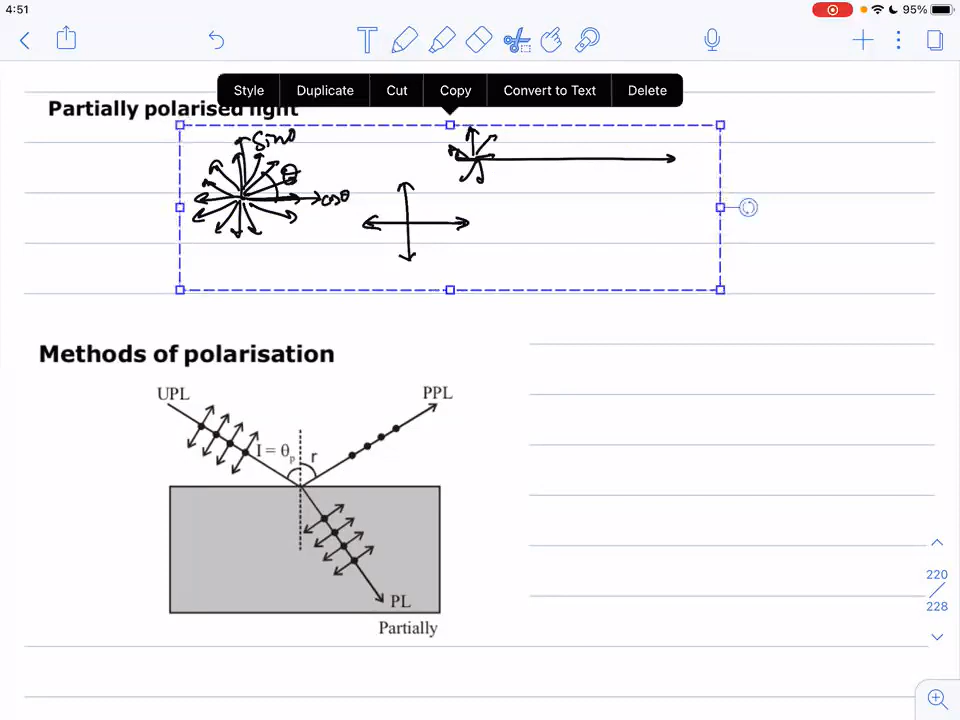 4:51
95%
Style Duplicate Cut Copy Convert to Text Delete
Partially polarised light
sinθ
θ
cosθ
Methods of polarisation
UPL
PPL
I = θp r
PL
Partially
220
228